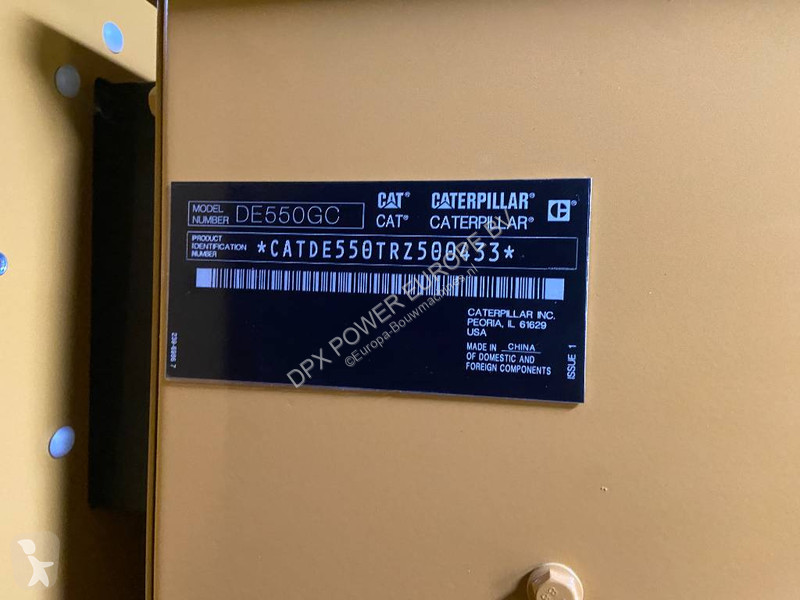 MODEL NUMBER DE550GC
CAT® CATERPILLAR®
CAT® CATERPILLAR®
PRODUCT IDENTIFICATION NUMBER *CATDE550TRZ500433*
CATERPILLAR INC.
PEORIA, IL 61629
USA
MADE IN CHINA
OF DOMESTIC AND
FOREIGN COMPONENTS
ISSUE 1
DPX POWER EUROPE BV
©Europa-Bouwmachines.nl